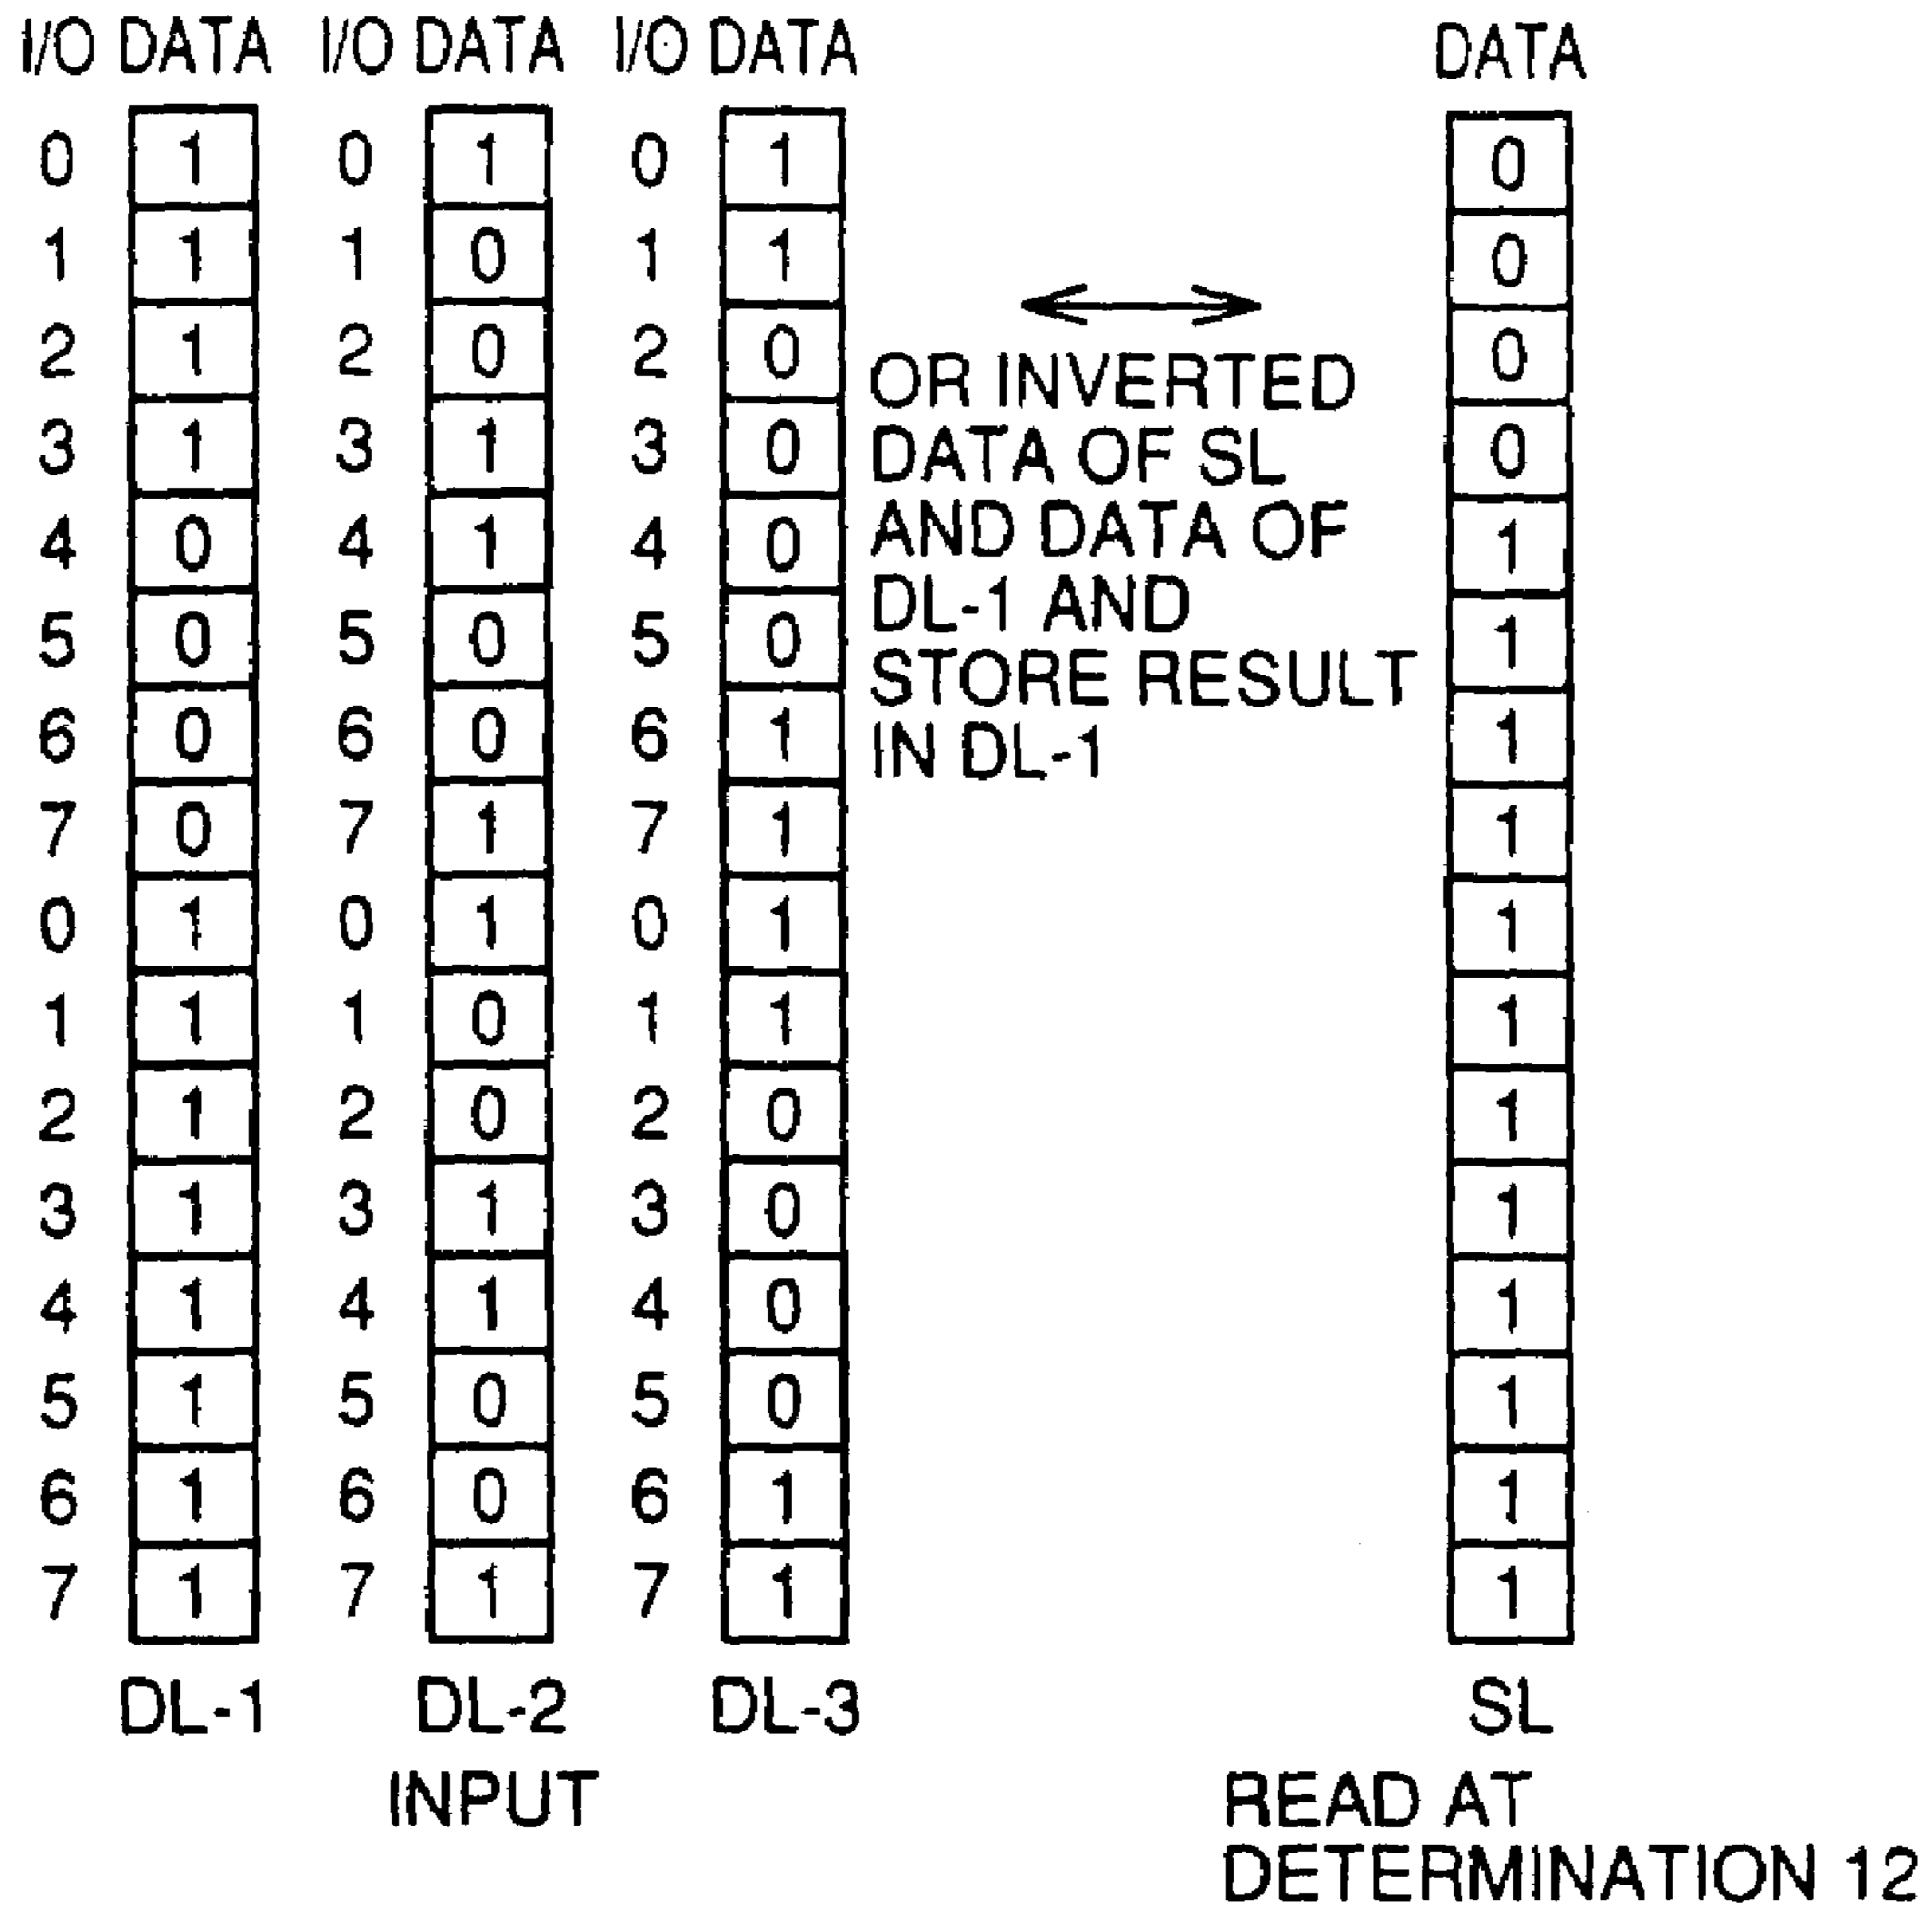 I/O DATA I/O DATA I/O DATA DATA
0 1 0 1 0 1 0
1 1 1 0 1 1 0
2 1 2 0 2 0 0
3 1 3 1 3 0 0
4 0 4 1 4 0 1
5 0 5 0 5 0 1
6 0 6 0 6 1 1
7 0 7 1 7 1 1
0 1 0 1 0 1 1
1 1 1 0 1 1 1
2 1 2 0 2 0 1
3 1 3 1 3 0 1
4 1 4 1 4 0 1
5 1 5 0 5 0 1
6 1 6 0 6 1 1
7 1 7 1 7 1 1
OR INVERTED
DATA OF SL
AND DATA OF
DL-1 AND
STORE RESULT
IN DL-1
DL-1 DL-2 DL-3 SL
INPUT
READ AT
DETERMINATION 12